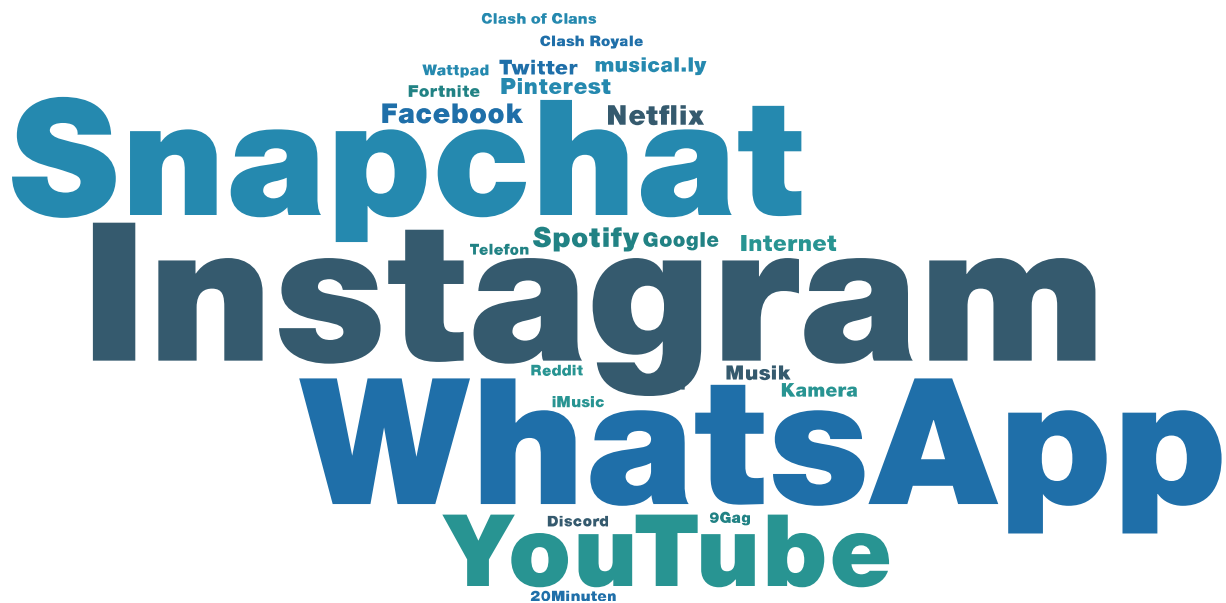 Clash of Clans
Clash Royale
Wattpad Twitter musical.ly
Fortnite Pinterest
Facebook Netflix
Snapchat
Telefon Spotify Google Internet
Instagram
Reddit Musik
iMusic Kamera
WhatsApp
Discord 9Gag
YouTube
20Minuten